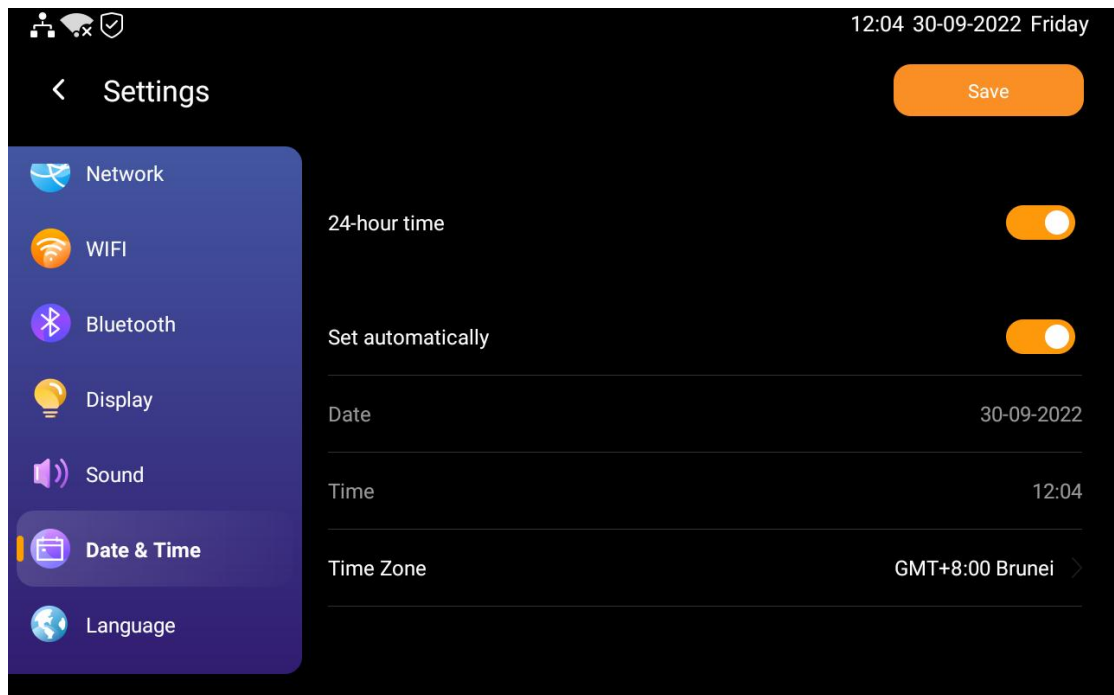 12:04 30-09-2022 Friday
Settings
Save
Network
WIFI
Bluetooth
Display
Sound
Date & Time
Language
24-hour time
Set automatically
Date 30-09-2022
Time 12:04
Time Zone GMT+8:00 Brunei